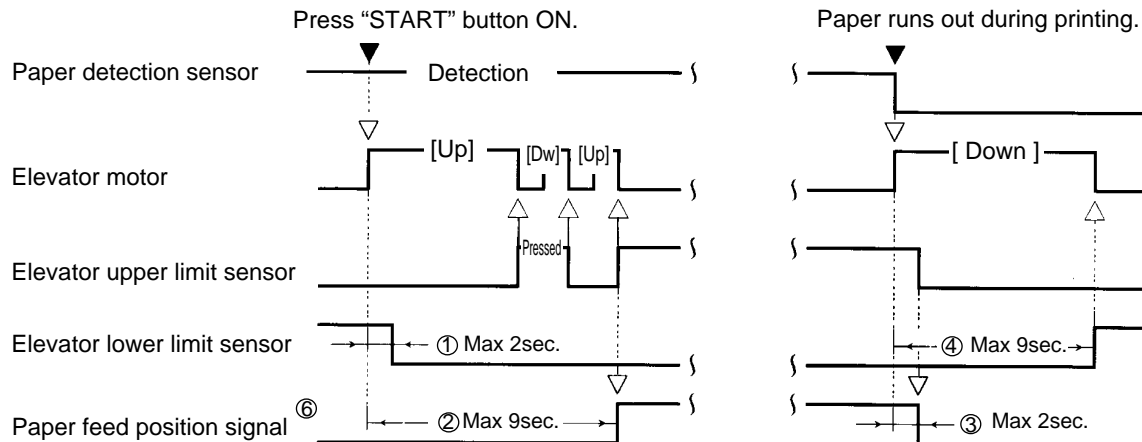 Press “START” button ON.
Paper runs out during printing.
Paper detection sensor
Detection
Elevator motor
[Up]
[Dw]
[Up]
[ Down ]
Elevator upper limit sensor
Pressed
Elevator lower limit sensor
① Max 2sec.
④ Max 9sec.
Paper feed position signal ⑥
② Max 9sec.
③ Max 2sec.